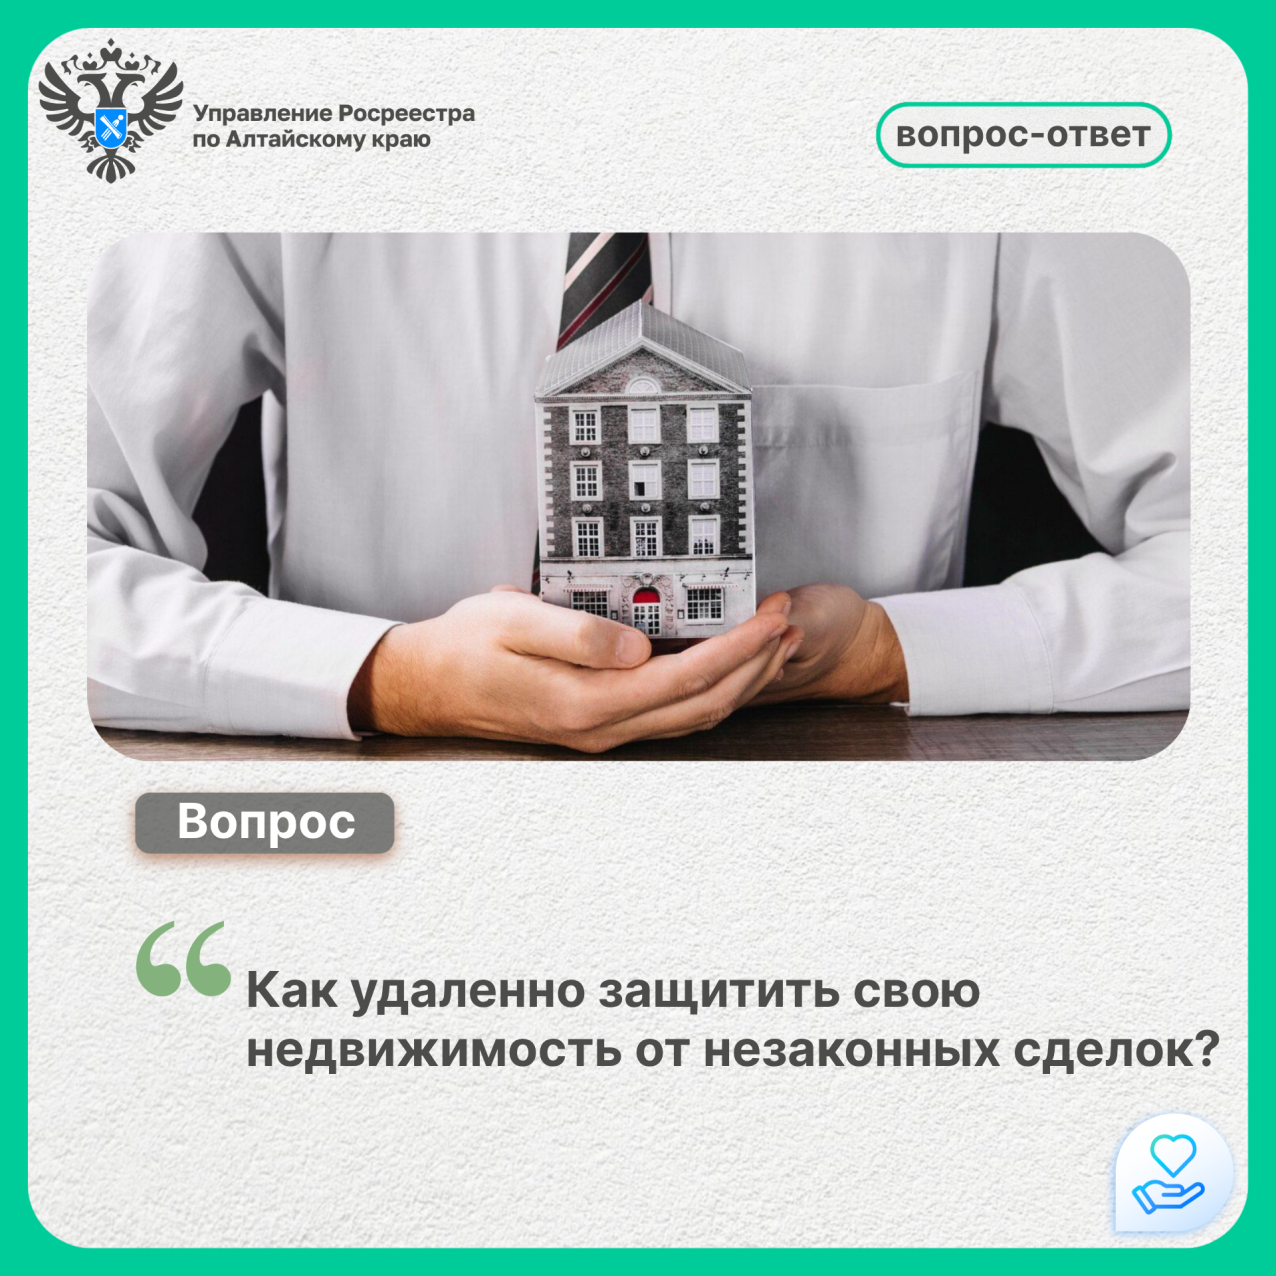 Управление Росреестра
по Алтайскому краю
вопрос-ответ
Вопрос
“ Как удаленно защитить свою
недвижимость от незаконных сделок?